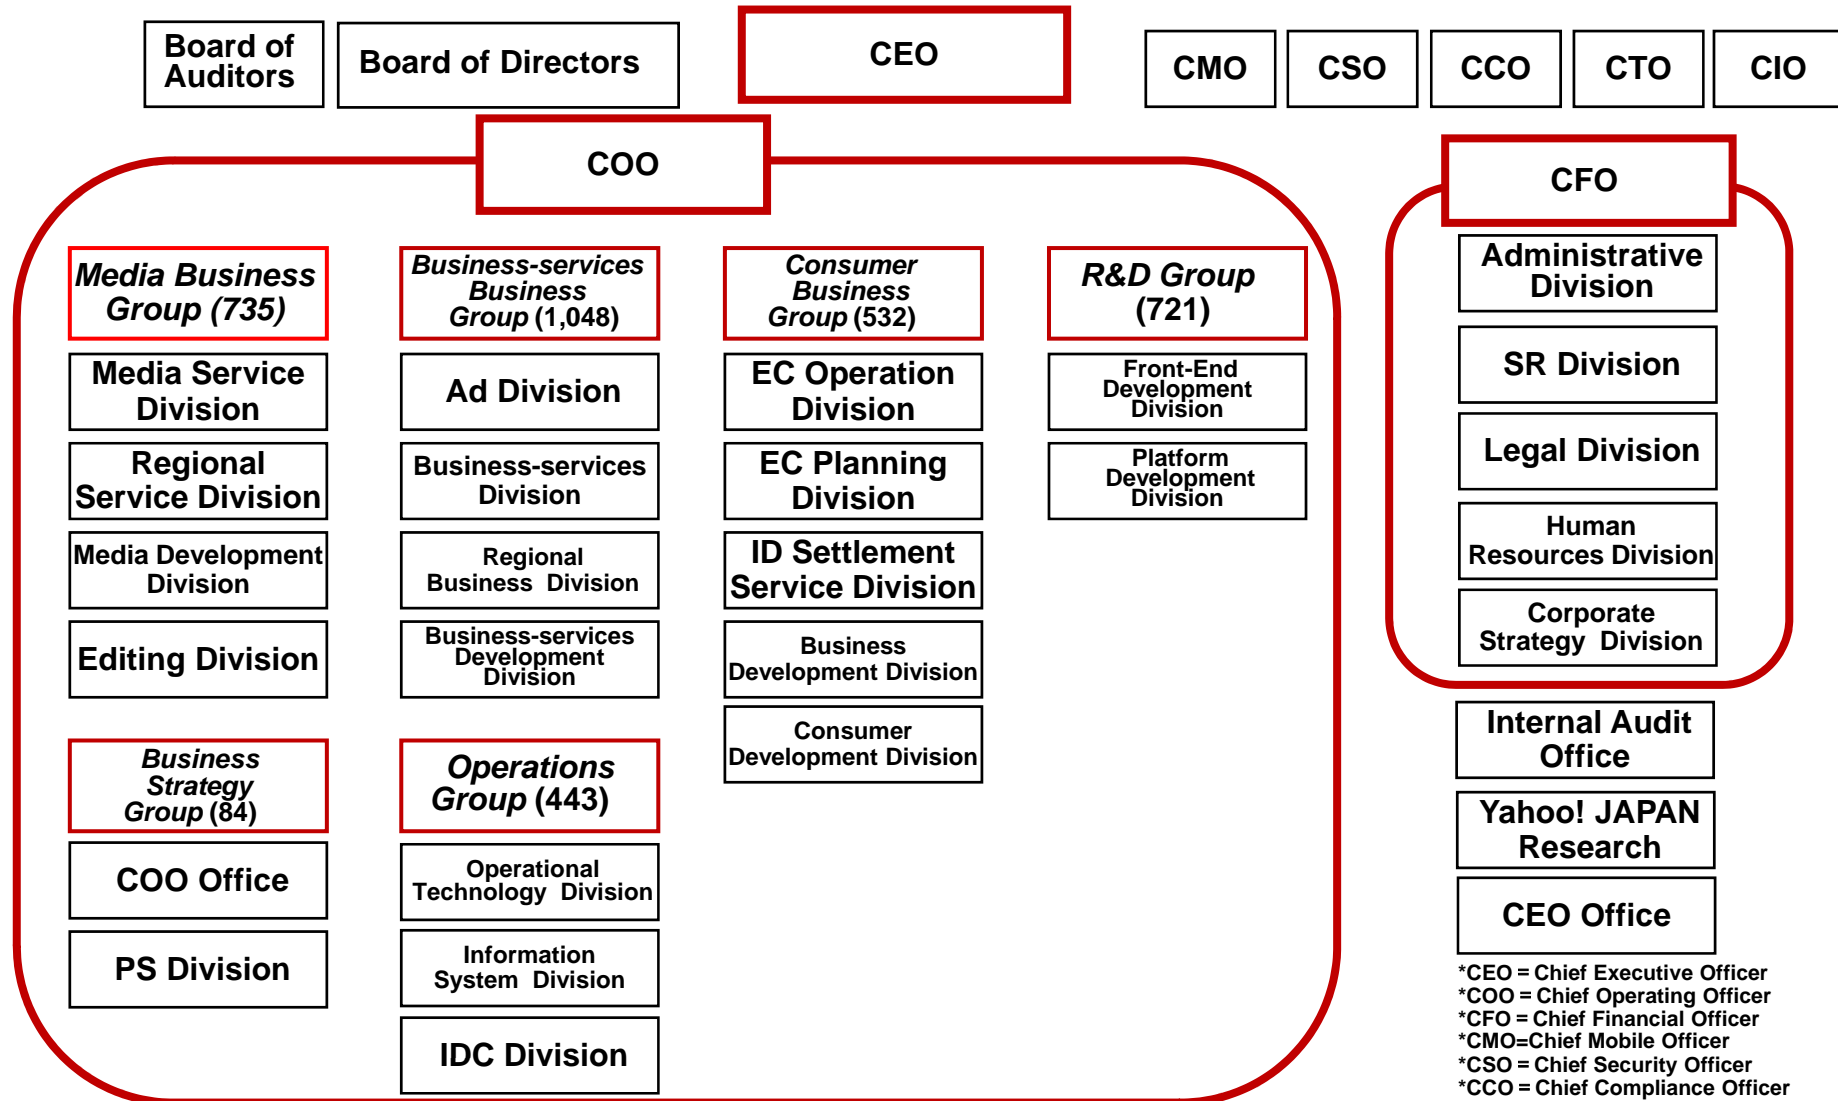 Board of
Auditors
Board of Directors
CEO
CMO
CSO
CCO
CTO
CIO
COO
CFO
Media Business
Group (735)
Media Service
Division
Regional
Service Division
Media Development
Division
Editing Division
Business
Strategy
Group (84)
COO Office
PS Division
Business-services
Business
Group (1,048)
Ad Division
Business-services
Division
Regional
Business Division
Business-services
Development
Division
Operations
Group (443)
Operational
Technology Division
Information
System Division
IDC Division
Consumer
Business
Group (532)
EC Operation
Division
EC Planning
Division
ID Settlement
Service Division
Business
Development Division
Consumer
Development Division
R&D Group
(721)
Front-End
Development
Division
Platform
Development
Division
Administrative
Division
SR Division
Legal Division
Human
Resources Division
Corporate
Strategy Division
Internal Audit
Office
Yahoo! JAPAN
Research
CEO Office
*CEO = Chief Executive Officer
*COO = Chief Operating Officer
*CFO = Chief Financial Officer
*CMO=Chief Mobile Officer
*CSO = Chief Security Officer
*CCO = Chief Compliance Officer